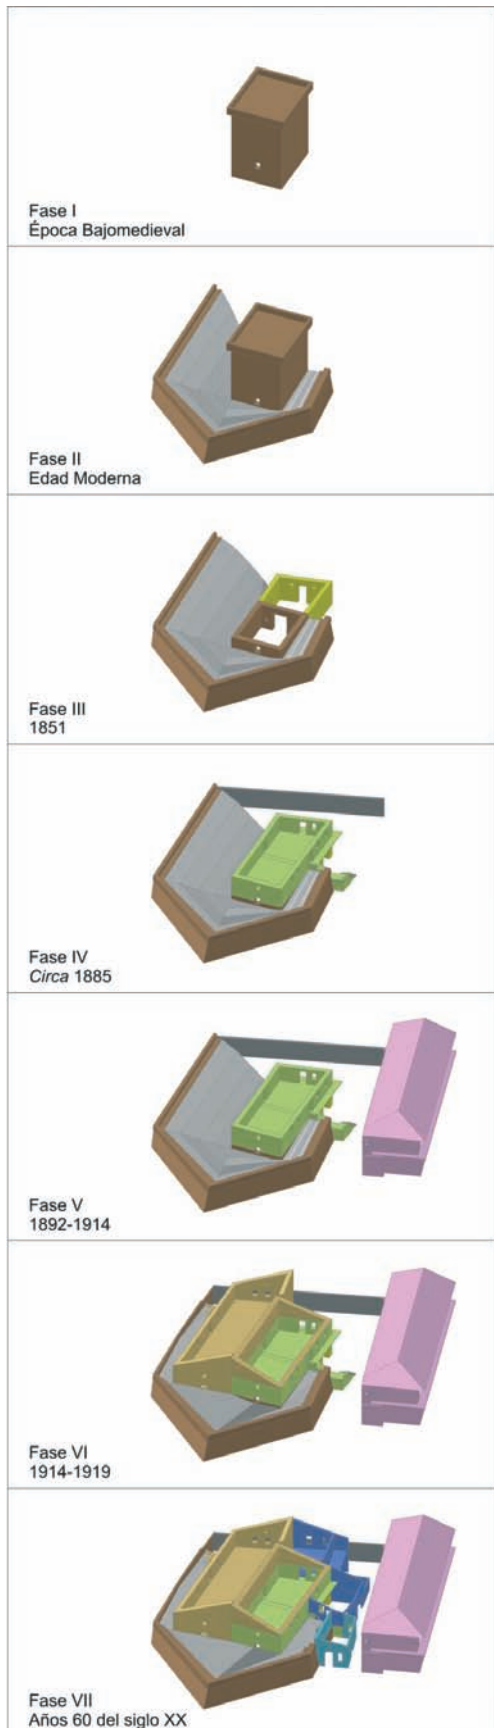 Fase I
Época Bajomedieval
Fase II
Edad Moderna
Fase III
1851
Fase IV
Circa 1885
Fase V
1892-1914
Fase VI
1914-1919
Fase VII
Años 60 del siglo XX